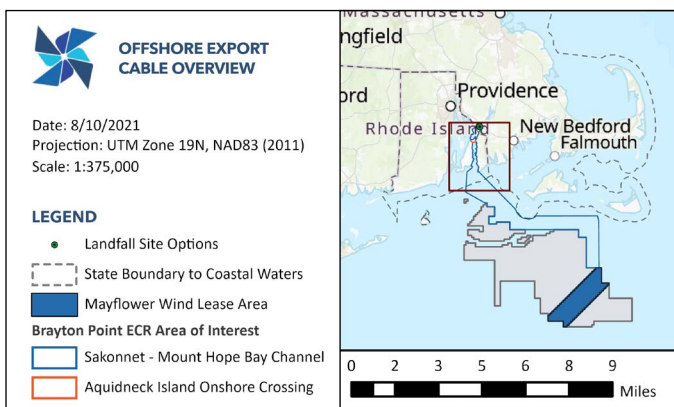 OFFSHORE EXPORT
CABLE OVERVIEW
Date: 8/10/2021
Projection: UTM Zone 19N, NAD83 (2011)
Scale: 1:375,000
LEGEND
Landfall Site Options
State Boundary to Coastal Waters
Mayflower Wind Lease Area
Brayton Point ECR Area of Interest
Sakonnet - Mount Hope Bay Channel
Aquidneck Island Onshore Crossing
Massachusetts
ngfield
ord
Providence
Rhode Island
New Bedford
Falmouth
0 2 3 5 6 8 9
Miles